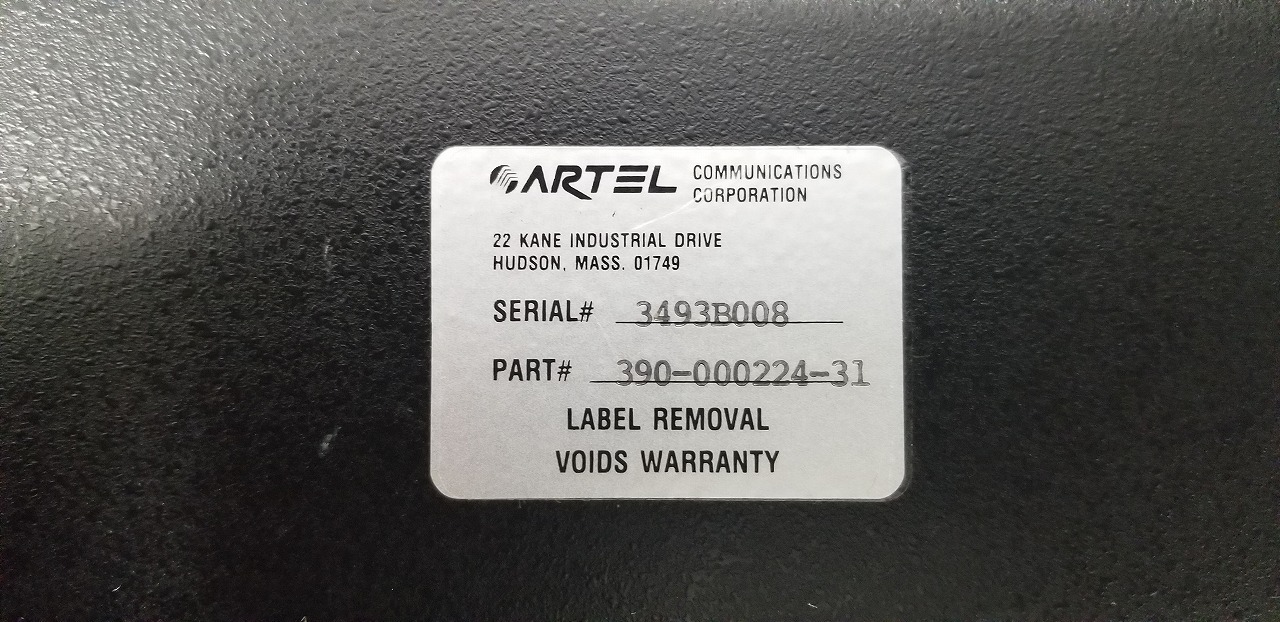 ARTEL COMMUNICATIONS
CORPORATION
22 KANE INDUSTRIAL DRIVE
HUDSON, MASS. 01749
SERIAL# 3493B008
PART# 390-000224-31
LABEL REMOVAL
VOIDS WARRANTY